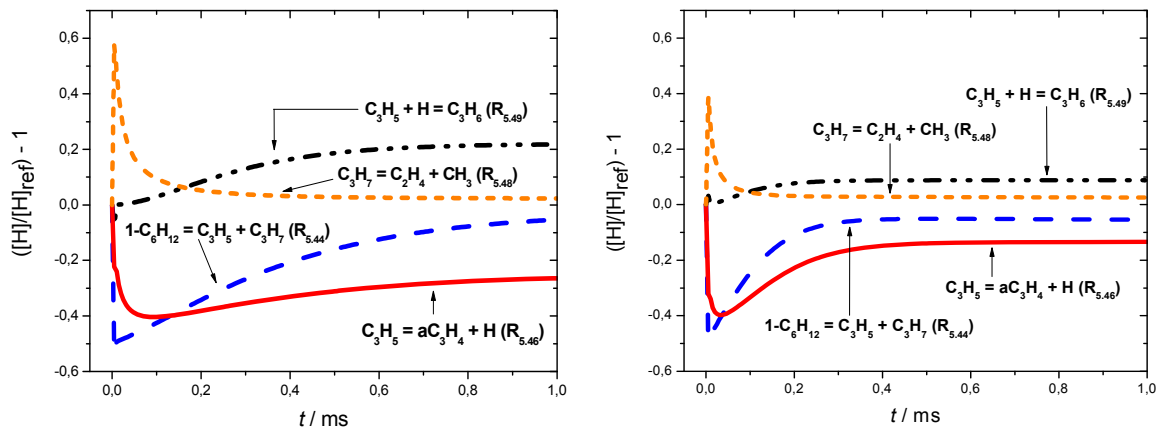 ([H]/[H]ref) - 1
0,6
0,4
0,2
0,0
-0,2
-0,4
-0,6
C3H5 + H = C3H6 (R5.49)
C3H7 = C2H4 + CH3 (R5.48)
1-C6H12 = C3H5 + C3H7 (R5.44)
C3H5 = aC3H4 + H (R5.46)
0,0 0,2 0,4 0,6 0,8 1,0
t / ms
([H]/[H]ref) - 1
0,6
0,4
0,2
0,0
-0,2
-0,4
-0,6
C3H5 + H = C3H6 (R5.49)
C3H7 = C2H4 + CH3 (R5.48)
C3H5 = aC3H4 + H (R5.46)
1-C6H12 = C3H5 + C3H7 (R5.44)
0,0 0,2 0,4 0,6 0,8 1,0
t / ms